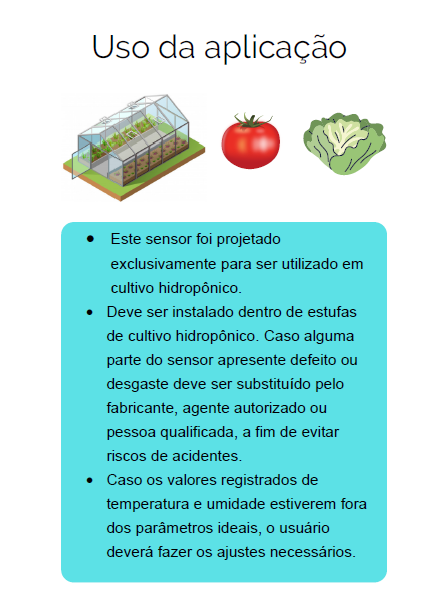 Uso da aplicação
● Este sensor foi projetado
exclusivamente para ser utilizado em
cultivo hidropônico.
● Deve ser instalado dentro de estufas
de cultivo hidropônico. Caso alguma
parte do sensor apresente defeito ou
desgaste deve ser substituído pelo
fabricante, agente autorizado ou
pessoa qualificada, a fim de evitar
riscos de acidentes.
● Caso os valores registrados de
temperatura e umidade estiverem fora
dos parâmetros ideais, o usuário
deverá fazer os ajustes necessários.